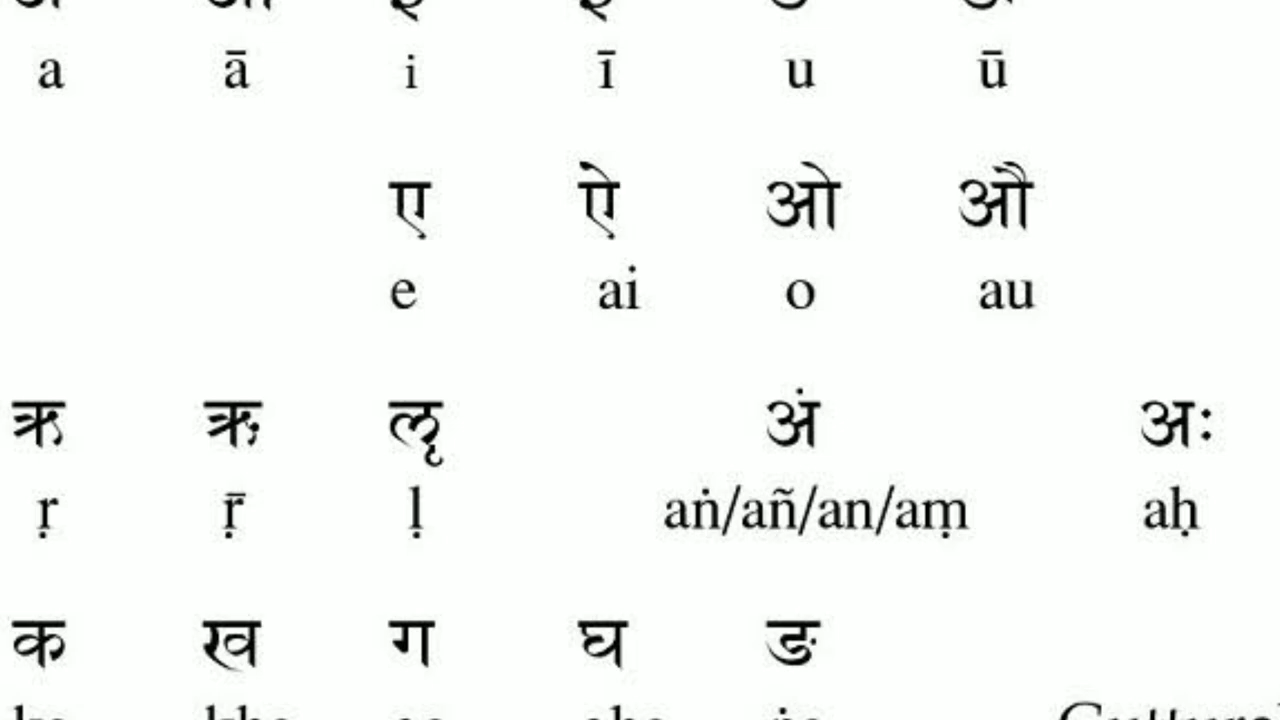 a ā i ī u ū
ए ऐ ओ औ
e ai o au
ऋ ॠ ऌ अं अः
ṛ ṝ ḷ aṅ/añ/an/aṃ aḥ
क ख ग घ ङ